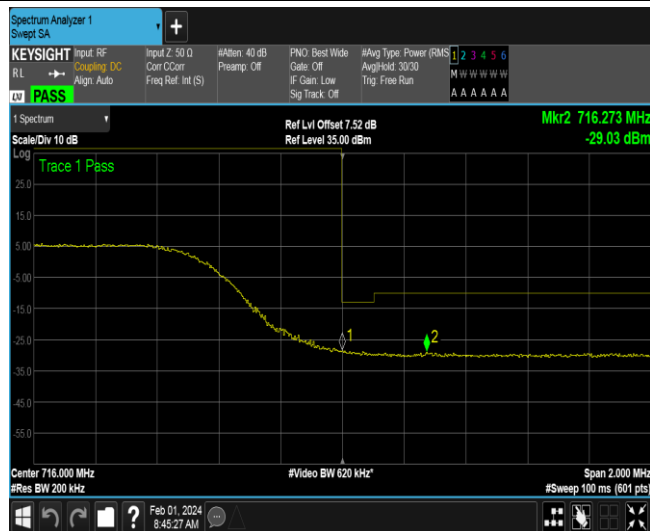 Spectrum Analyzer 1
Swept SA
+
KEYSIGHT
RL
LXI PASS
Input: RF
Coupling: DC
Align: Auto
Input Z: 50 Ω
Corr CCorr
Freq Ref: Int (S)
#Atten: 40 dB
Preamp: Off
PNO: Best Wide
Gate: Off
IF Gain: Low
Sig Track: Off
#Avg Type: Power (RMS
Avg|Hold: 30/30
Trig: Free Run
1 2 3 4 5 6
M W W W W W
A A A A A A
1 Spectrum
Scale/Div 10 dB
Ref Lvl Offset 7.52 dB
Ref Level 35.00 dBm
Mkr2 716.273 MHz
-29.03 dBm
Log
Trace 1 Pass
25.0
15.0
5.00
-5.00
-15.0
-25.0
-35.0
-45.0
-55.0
1
2
Center 716.000 MHz
#Res BW 200 kHz
#Video BW 620 kHz*
Span 2.000 MHz
#Sweep 100 ms (601 pts)
?
Feb 01, 2024
8:45:27 AM